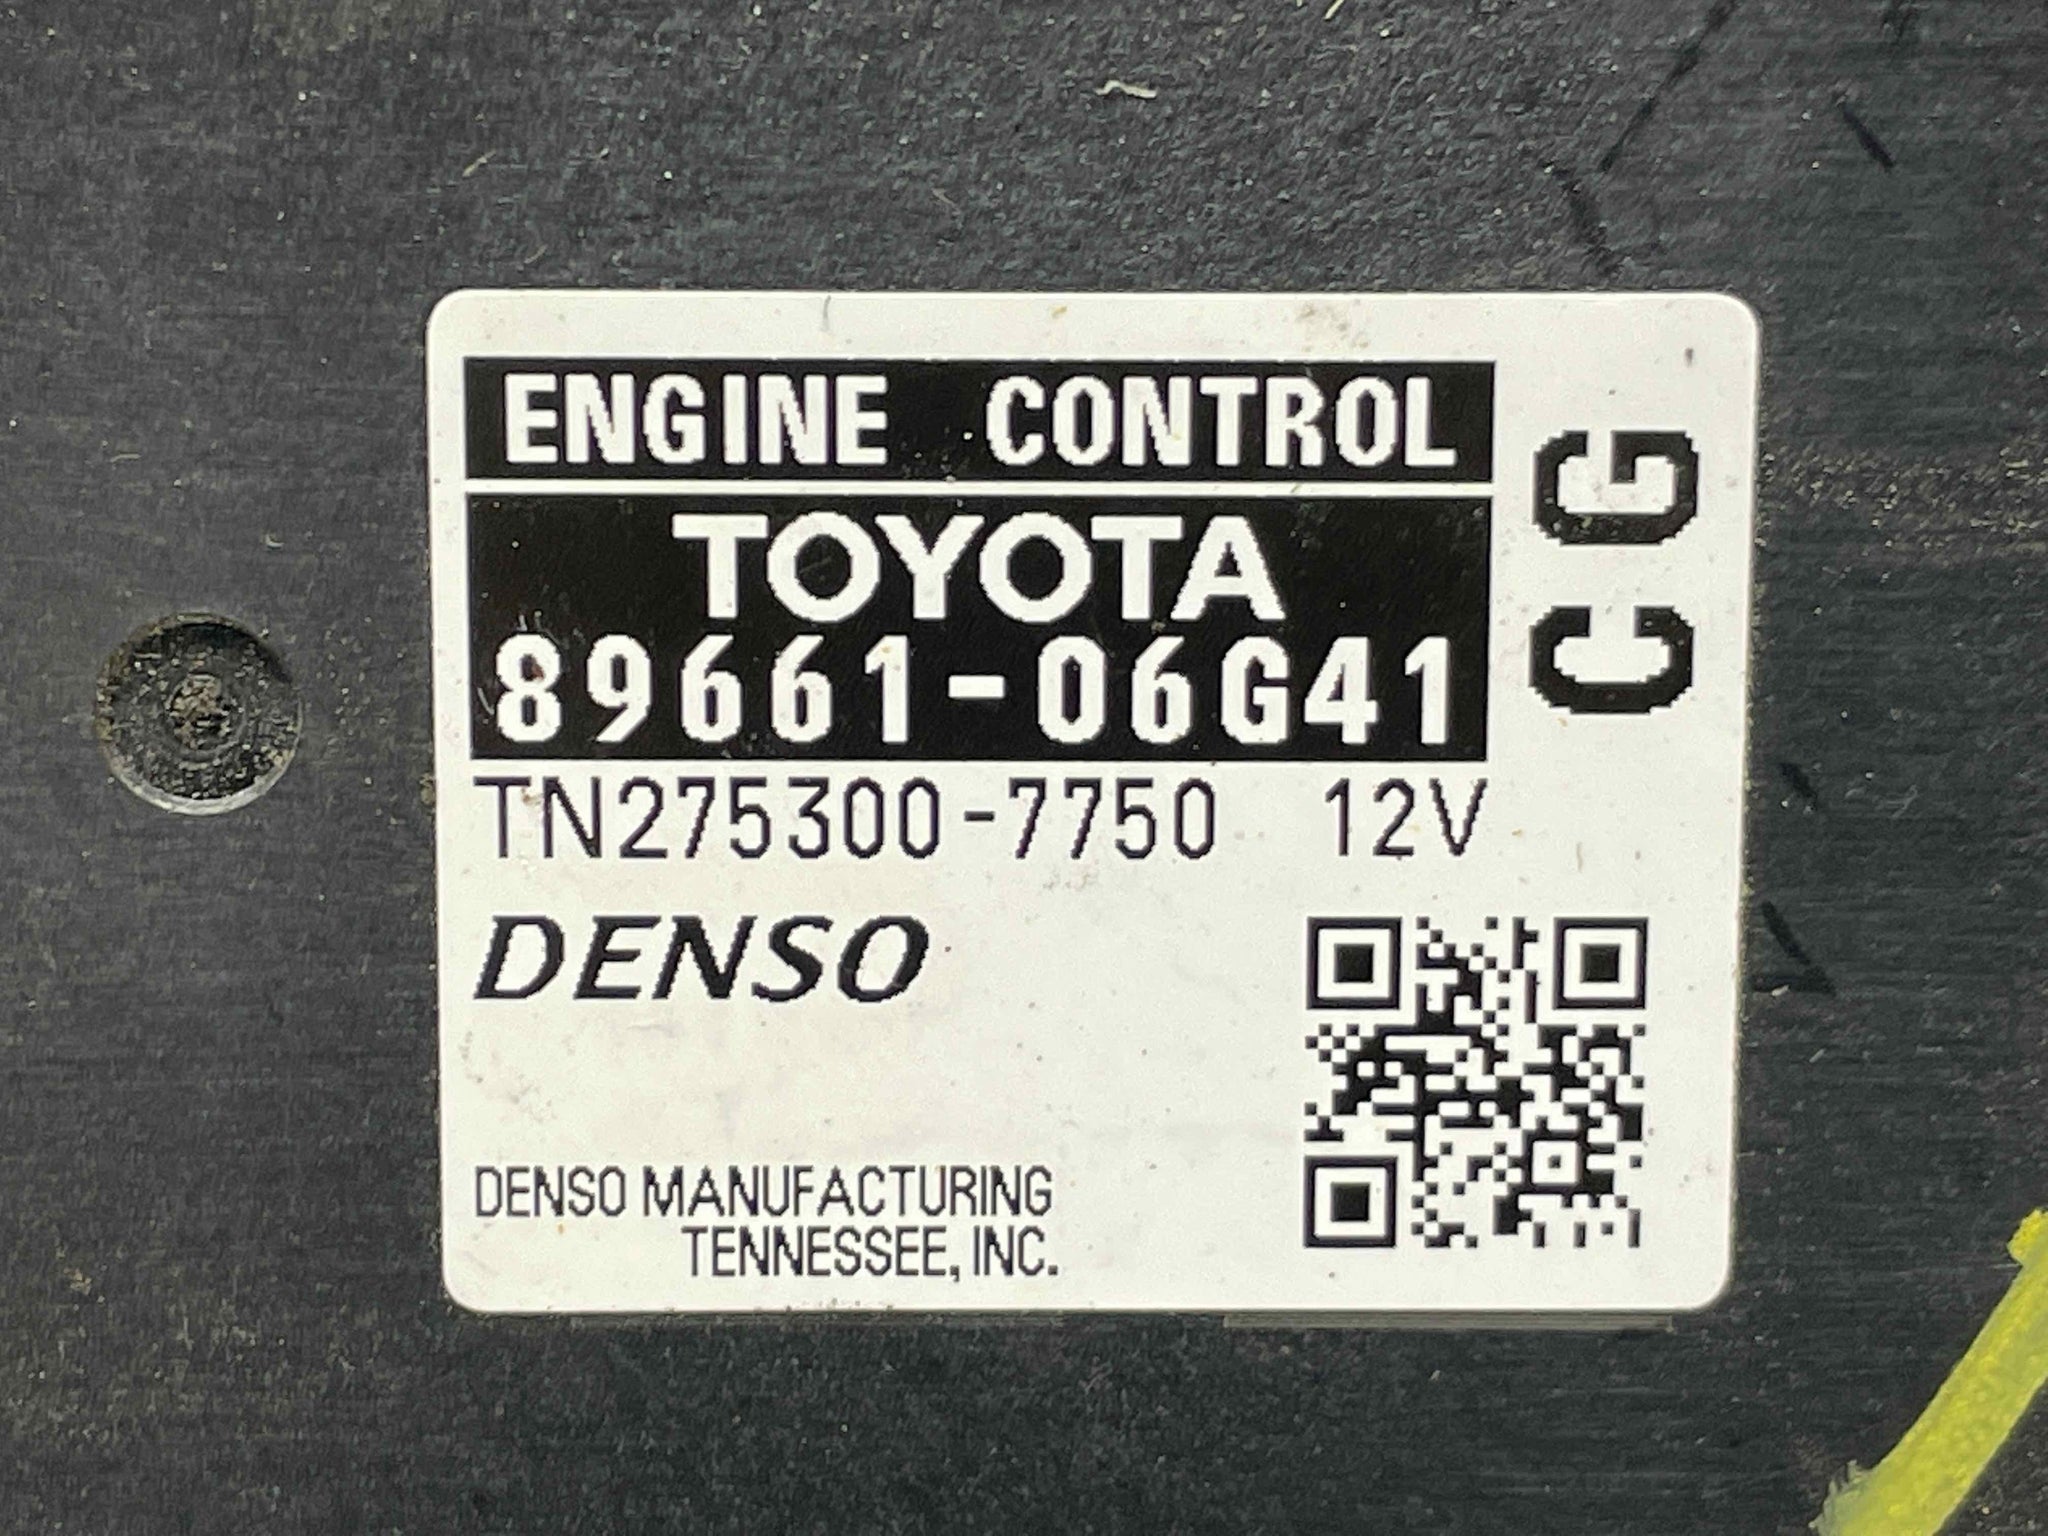 ENGINE CONTROL
TOYOTA
89661-06G41
CG
TN275300-7750 12V
DENSO
DENSO MANUFACTURING
TENNESSEE, INC.